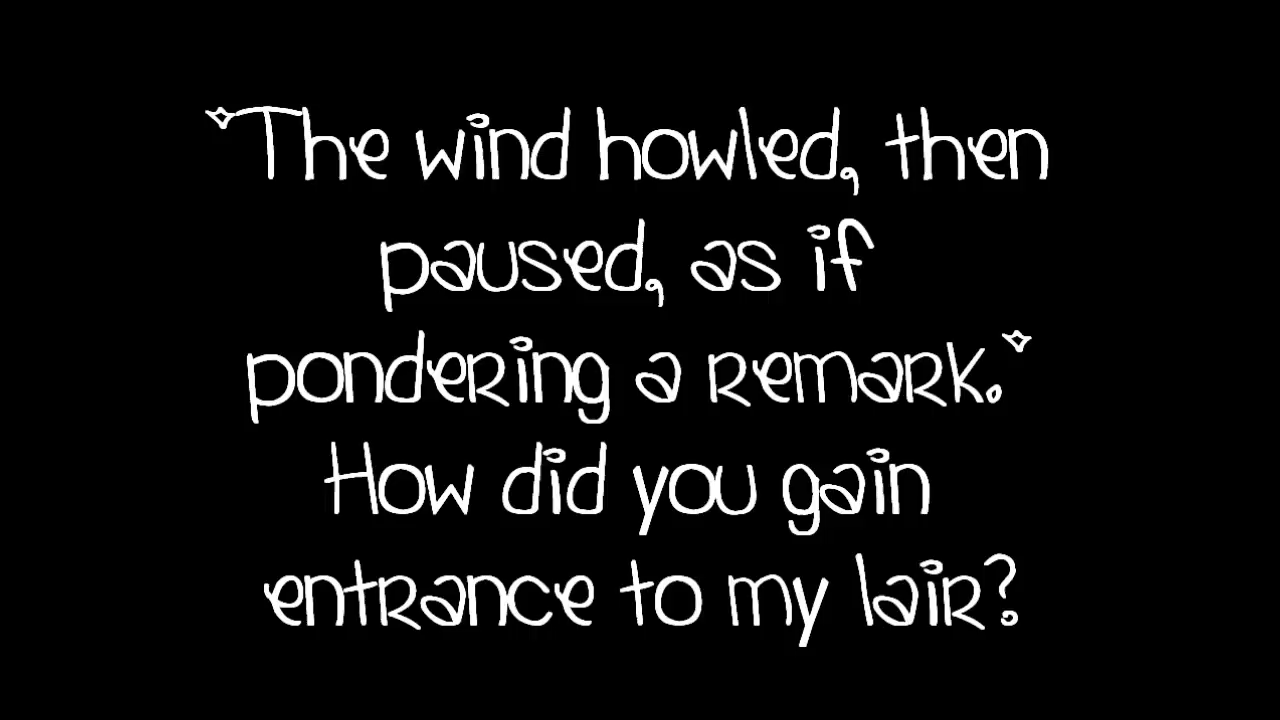 *The wind howled, then
paused, as if
pondering a remark.*
How did you gain
entrance to my lair?